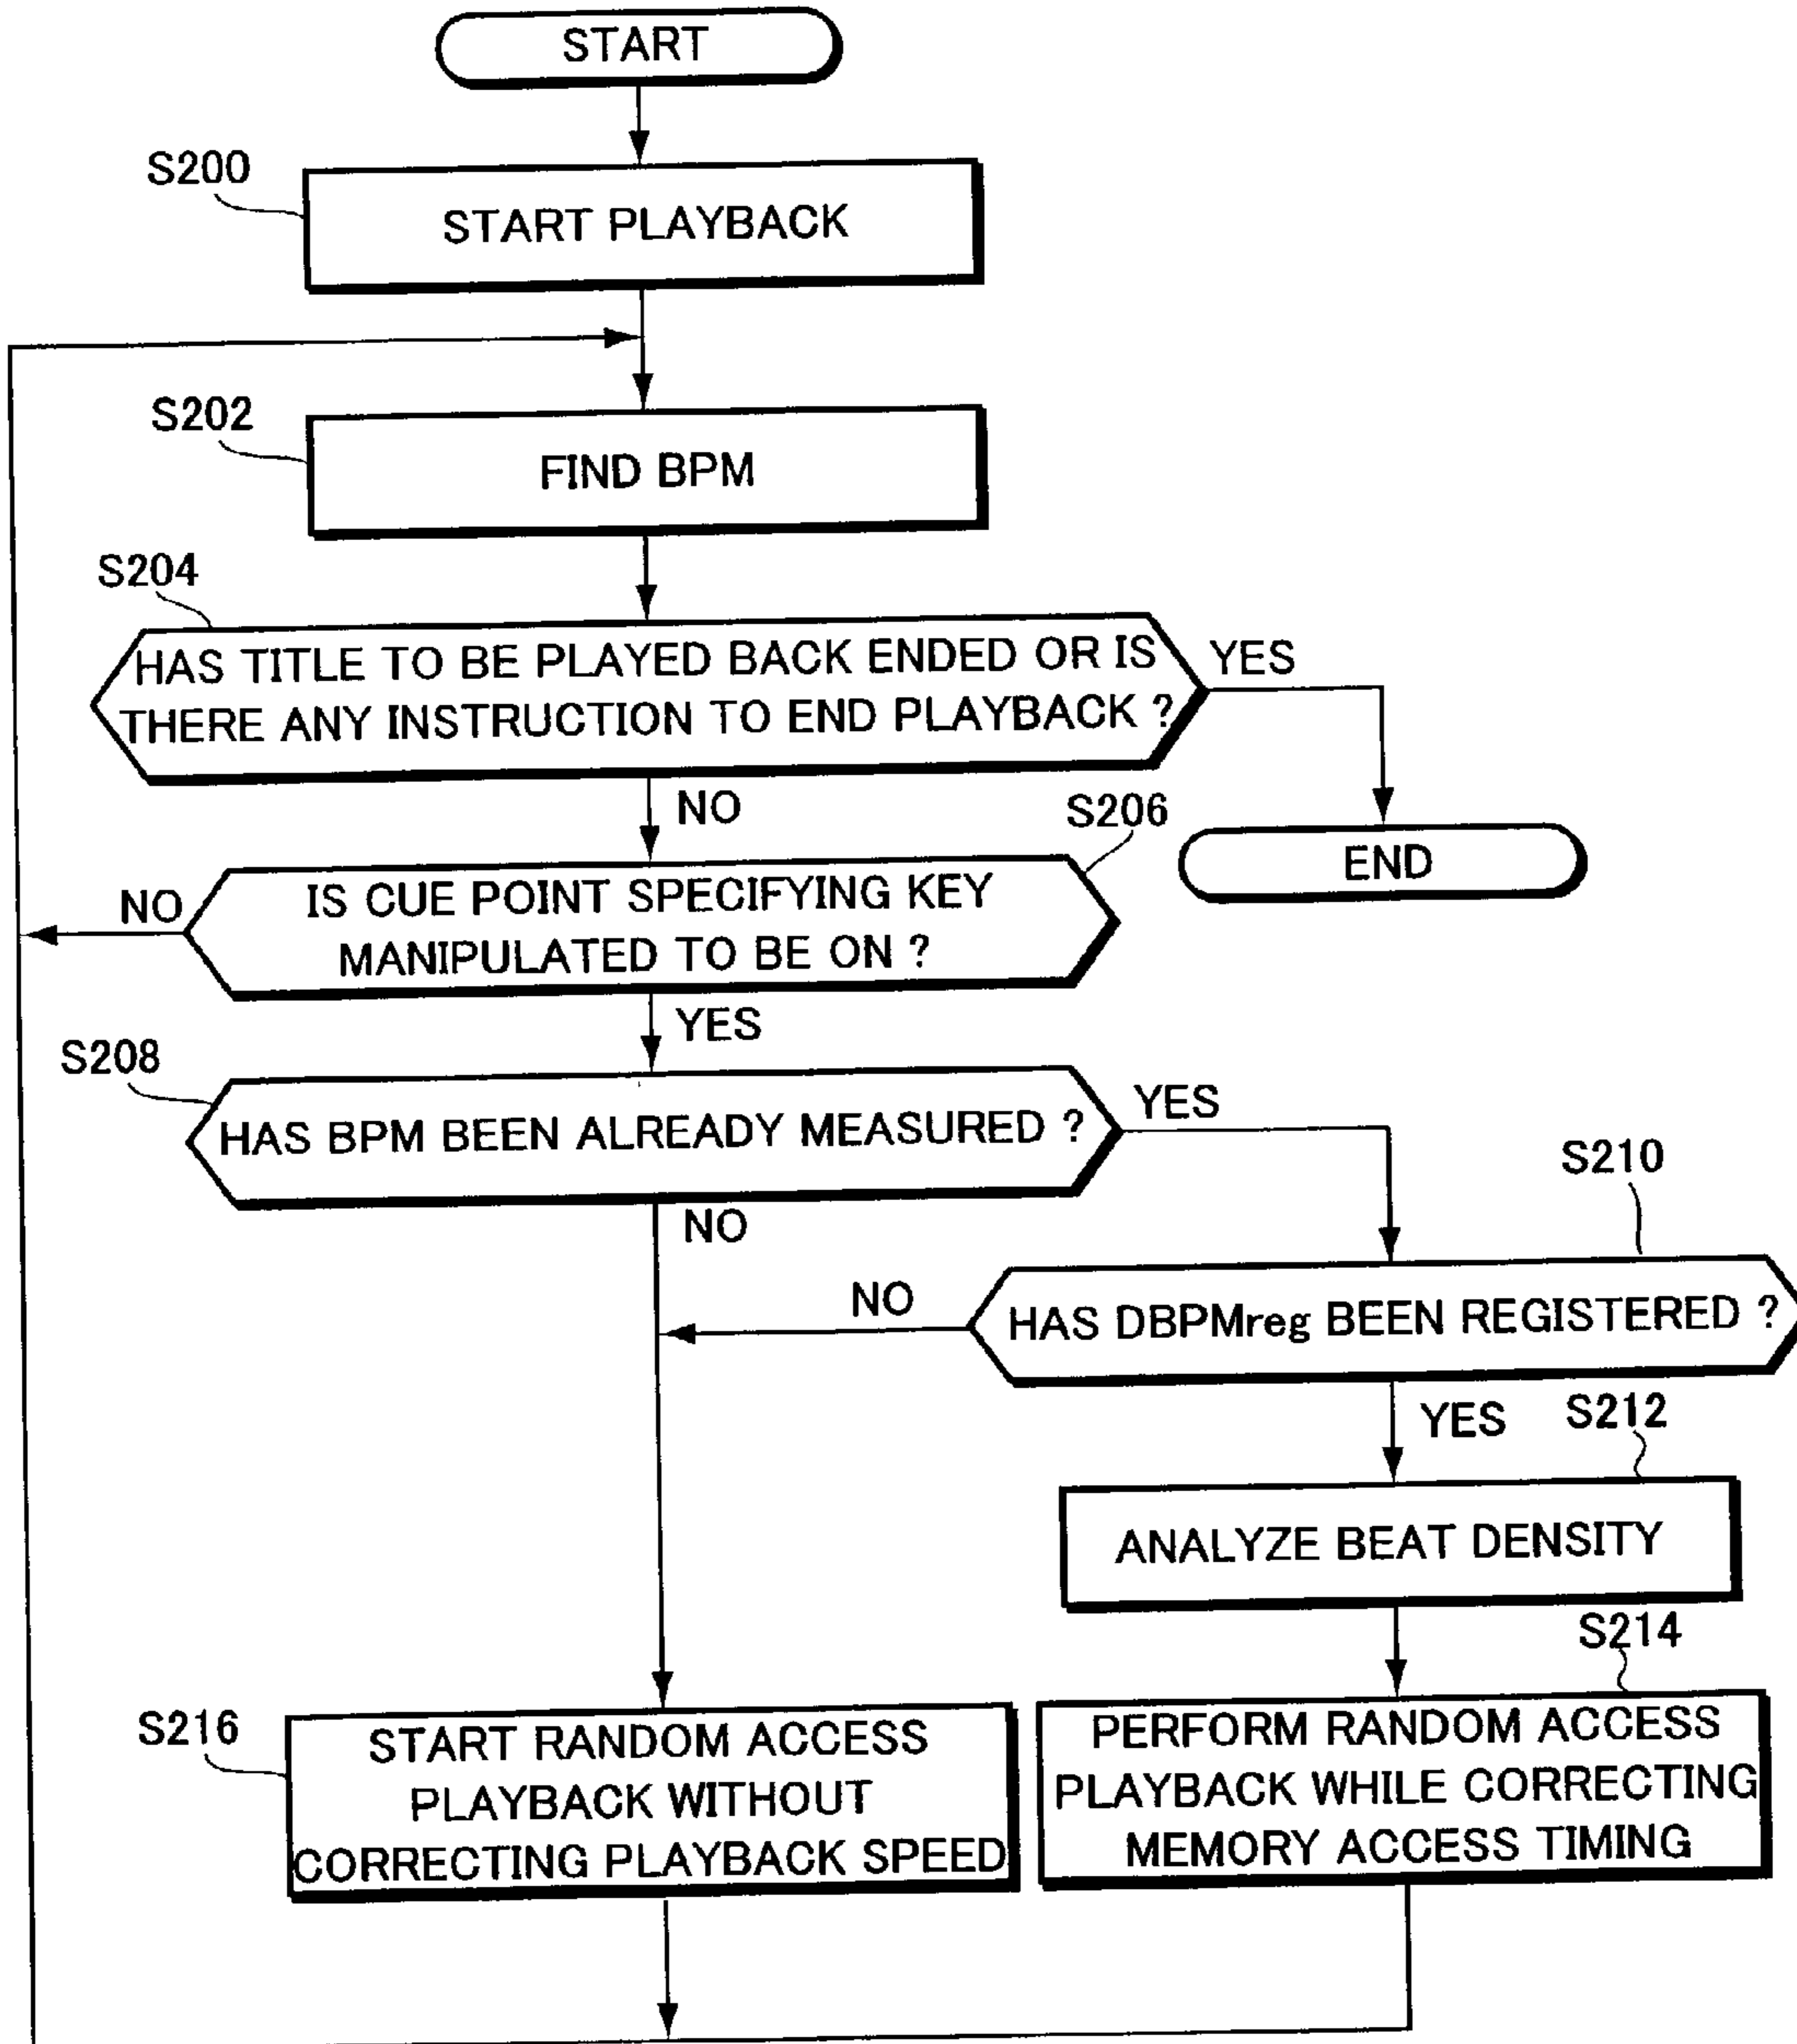 START
S200
START PLAYBACK
S202
FIND BPM
S204
HAS TITLE TO BE PLAYED BACK ENDED OR IS
THERE ANY INSTRUCTION TO END PLAYBACK ?
YES
NO
S206
END
IS CUE POINT SPECIFYING KEY
MANIPULATED TO BE ON ?
NO
YES
S208
HAS BPM BEEN ALREADY MEASURED ?
YES
NO
S210
HAS DBPMreg BEEN REGISTERED ?
NO
YES
S212
ANALYZE BEAT DENSITY
S214
PERFORM RANDOM ACCESS
PLAYBACK WHILE CORRECTING
MEMORY ACCESS TIMING
S216
START RANDOM ACCESS
PLAYBACK WITHOUT
CORRECTING PLAYBACK SPEED